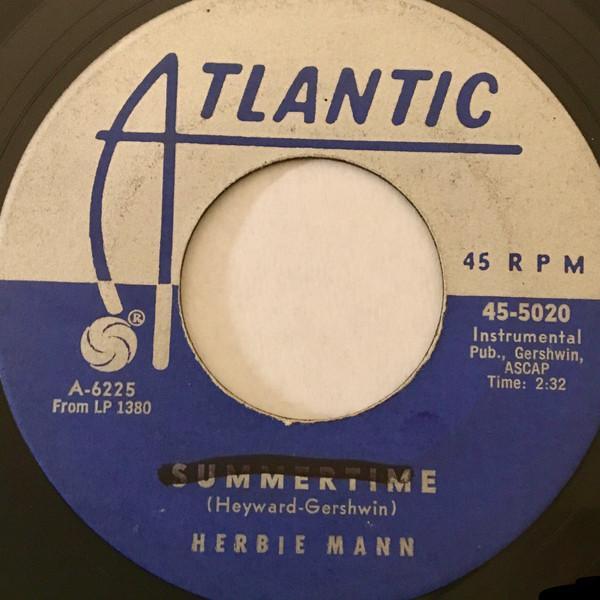 ATLANTIC
45 RPM
®
A-6225
From LP 1380
45-5020
Instrumental
Pub., Gershwin,
ASCAP
Time: 2:32
SUMMERTIME
(Heyward-Gershwin)
HERBIE MANN